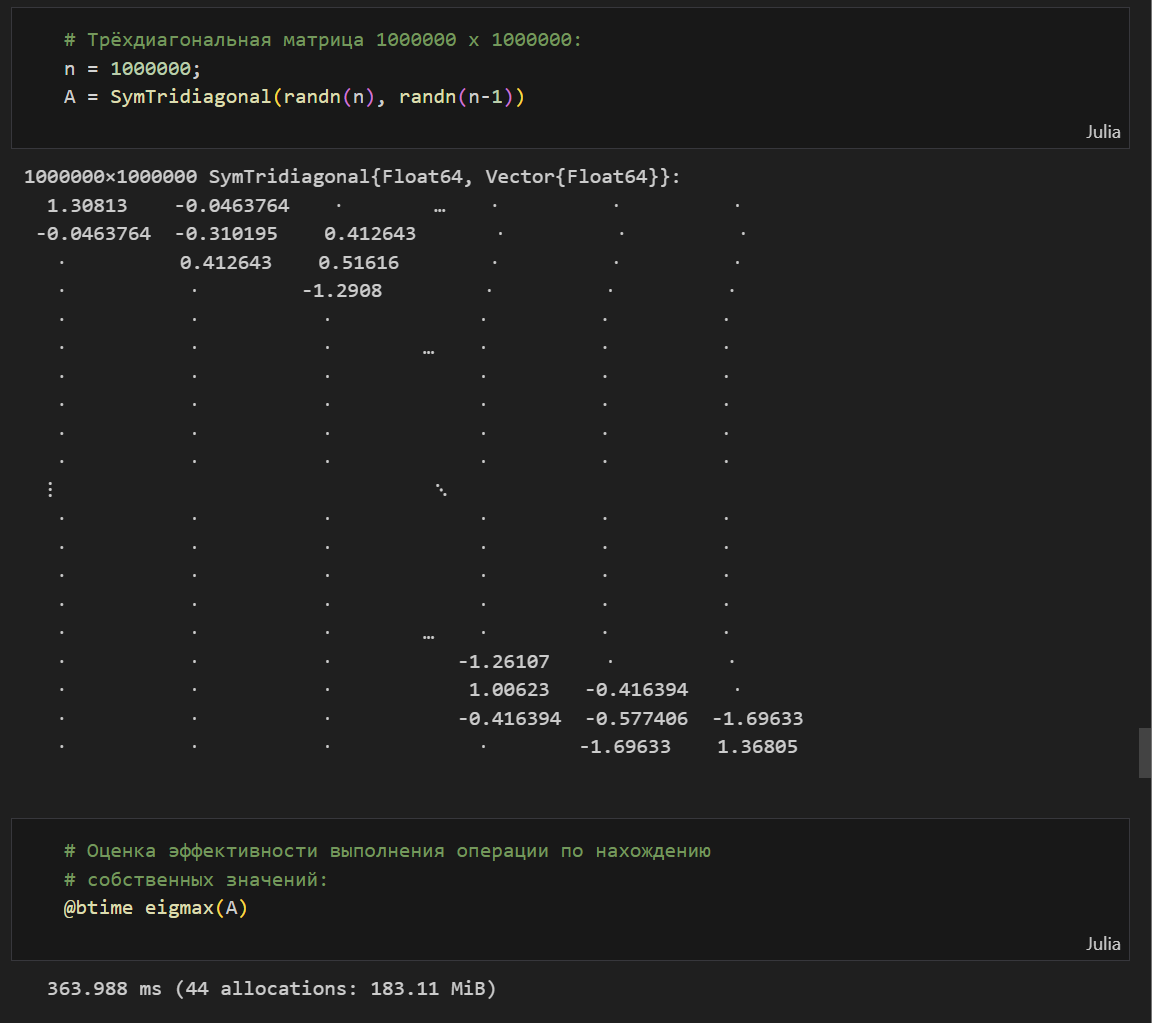 # Трёхдиагональная матрица 1000000 x 1000000:
n = 1000000;
A = SymTridiagonal(randn(n), randn(n-1))
Julia
1000000×1000000 SymTridiagonal{Float64, Vector{Float64}}:
1.30813 -0.0463764 ⋅ … ⋅ ⋅ ⋅
-0.0463764 -0.310195 0.412643 ⋅ ⋅ ⋅
⋅ 0.412643 0.51616 ⋅ ⋅ ⋅
⋅ ⋅ -1.2908 ⋅ ⋅ ⋅
⋅ ⋅ ⋅ ⋅ ⋅ ⋅
⋅ ⋅ ⋅ … ⋅ ⋅ ⋅
⋅ ⋅ ⋅ ⋅ ⋅ ⋅
⋅ ⋅ ⋅ ⋅ ⋅ ⋅
⋅ ⋅ ⋅ ⋅ ⋅ ⋅
⋅ ⋅ ⋅ ⋅ ⋅ ⋅
⋮ ⋱
⋅ ⋅ ⋅ ⋅ ⋅ ⋅
⋅ ⋅ ⋅ ⋅ ⋅ ⋅
⋅ ⋅ ⋅ ⋅ ⋅ ⋅
⋅ ⋅ ⋅ ⋅ ⋅ ⋅
⋅ ⋅ ⋅ … ⋅ ⋅ ⋅
⋅ ⋅ ⋅ -1.26107 ⋅ ⋅
⋅ ⋅ ⋅ 1.00623 -0.416394 ⋅
⋅ ⋅ ⋅ -0.416394 -0.577406 -1.69633
⋅ ⋅ ⋅ ⋅ -1.69633 1.36805
# Оценка эффективности выполнения операции по нахождению
# собственных значений:
@btime eigmax(A)
Julia
363.988 ms (44 allocations: 183.11 MiB)